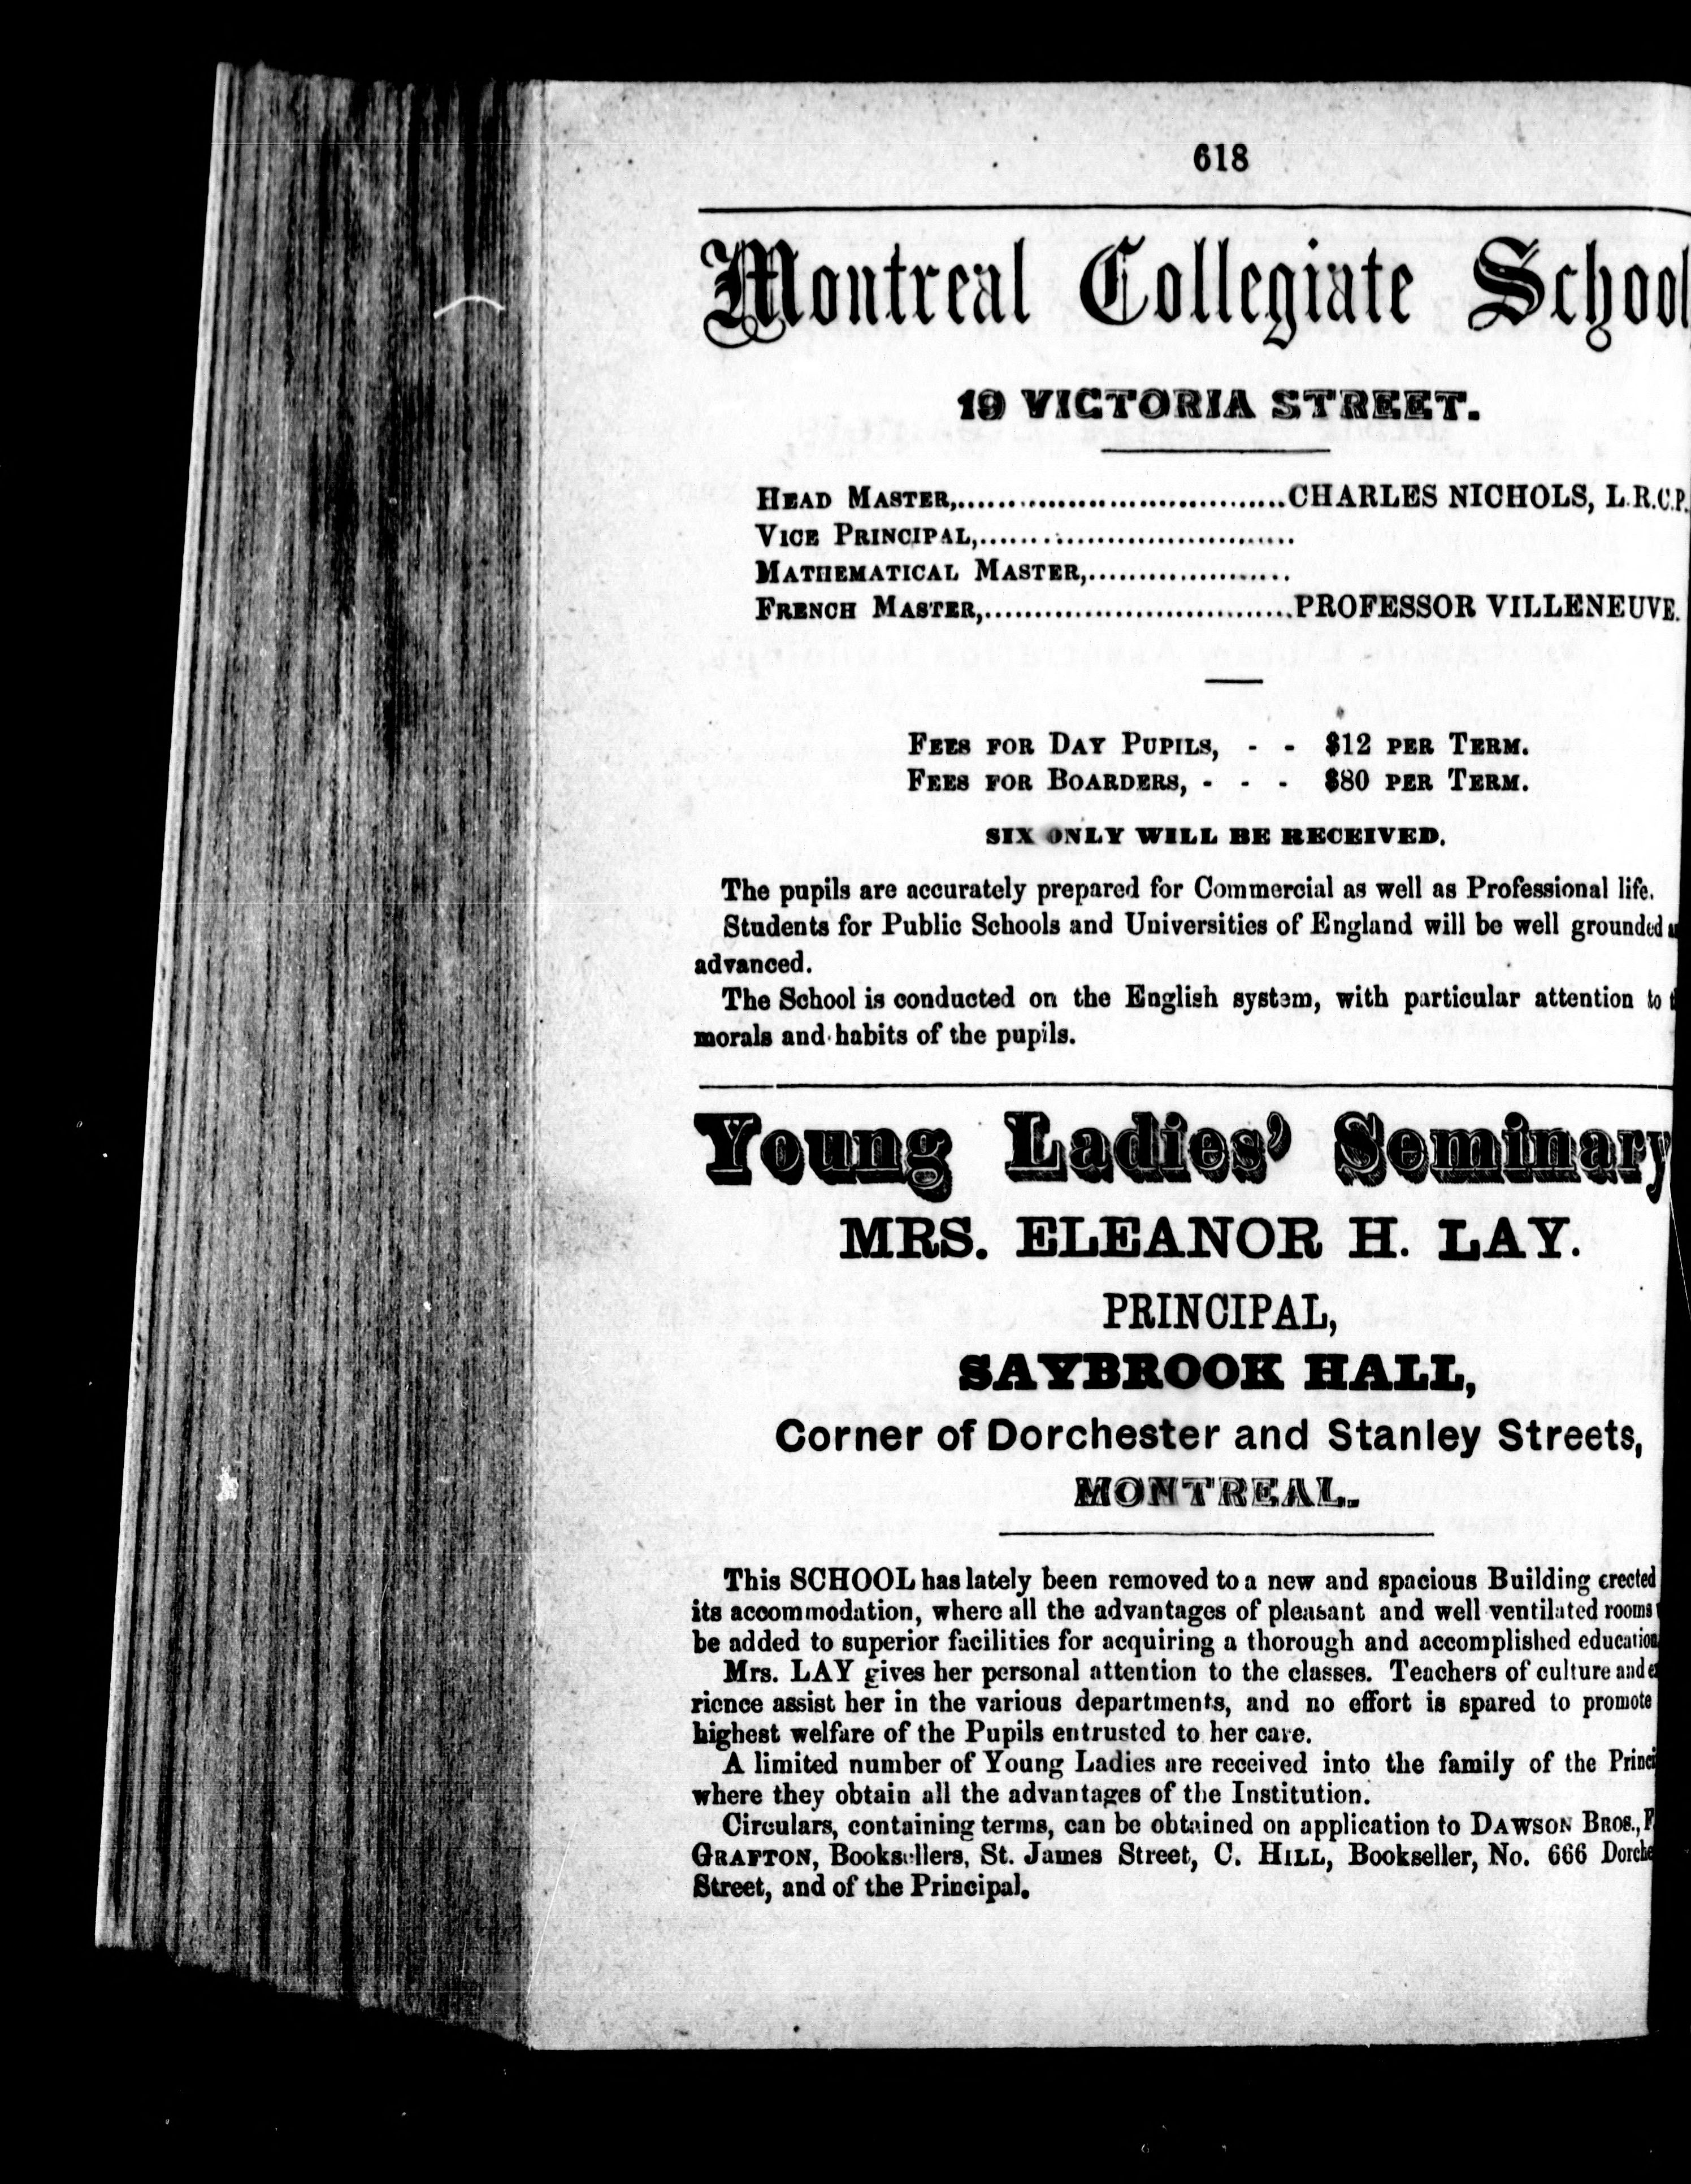 618
Montreal Collegiate School
19 VICTORIA STREET.
HEAD MASTER,.................................CHARLES NICHOLS, L.R.C.P.
VICE PRINCIPAL,................................
MATHEMATICAL MASTER,....................
FRENCH MASTER,...............................PROFESSOR VILLENEUVE.
FEES FOR DAY PUPILS, - - $12 PER TERM.
FEES FOR BOARDERS, - - - $80 PER TERM.
SIX ONLY WILL BE RECEIVED.
The pupils are accurately prepared for Commercial as well as Professional life.
Students for Public Schools and Universities of England will be well grounded
advanced.
The School is conducted on the English system, with particular attention to
morals and habits of the pupils.
Young Ladies' Seminary
MRS. ELEANOR H. LAY.
PRINCIPAL,
SAYBROOK HALL,
Corner of Dorchester and Stanley Streets,
MONTREAL.
This SCHOOL has lately been removed to a new and spacious Building erected
its accommodation, where all the advantages of pleasant and well ventilated rooms
be added to superior facilities for acquiring a thorough and accomplished education
Mrs. LAY gives her personal attention to the classes. Teachers of culture and
rience assist her in the various departments, and no effort is spared to promote
highest welfare of the Pupils entrusted to her care.
A limited number of Young Ladies are received into the family of the Princi
where they obtain all the advantages of the Institution.
Circulars, containing terms, can be obtained on application to DAWSON BROS., F
GRAFTON, Booksellers, St. James Street, C. HILL, Bookseller, No. 666 Dorche
Street, and of the Principal.